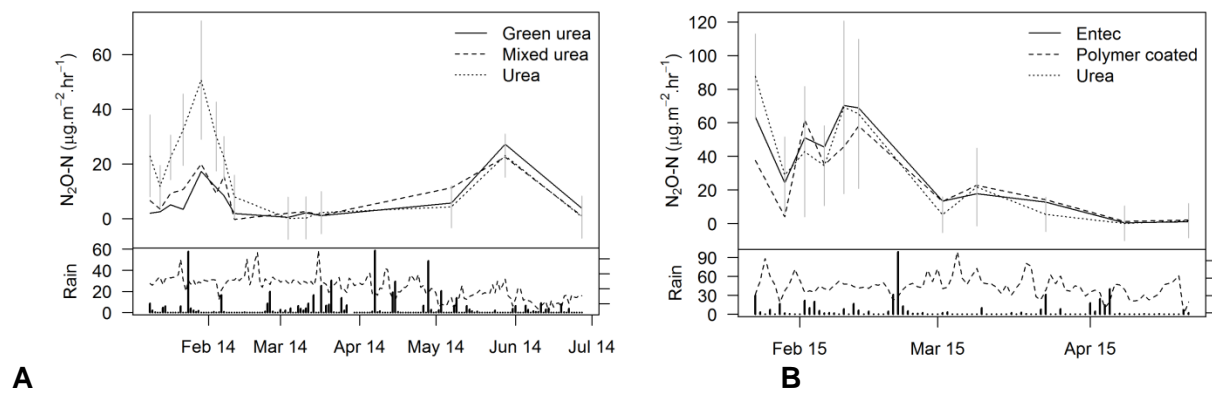 Green urea
Mixed urea
Urea
N₂O-N (µg.m⁻².hr⁻¹)
60
40
20
0
Rain
60
40
20
0
Feb 14 Mar 14 Apr 14 May 14 Jun 14 Jul 14
A
Entec
Polymer coated
Urea
N₂O-N (µg.m⁻².hr⁻¹)
120
100
80
60
40
20
0
Rain
90
60
30
0
Feb 15 Mar 15 Apr 15
B